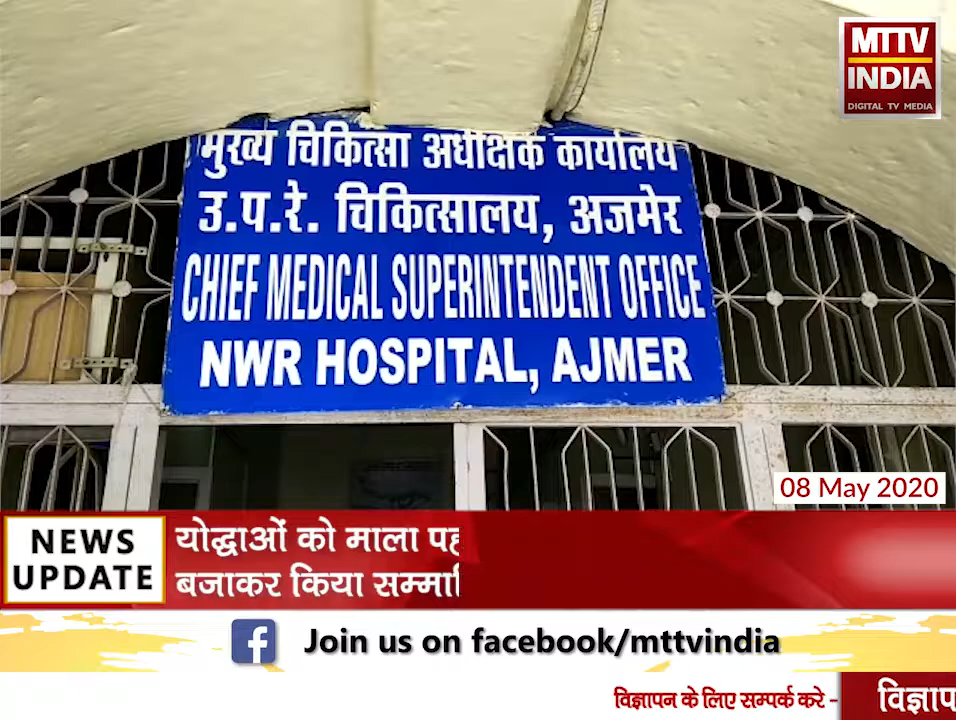 MTTV
INDIA
DIGITAL TV MEDIA
मुख्य चिकित्सा अधीक्षक कार्यालय
उ.प.रे. चिकित्सालय, अजमेर
CHIEF MEDICAL SUPERINTENDENT OFFICE
NWR HOSPITAL, AJMER
08 May 2020
NEWS
UPDATE
योद्धाओं को माला
बजाकर किया
Join us on facebook/mttvindia
विज्ञापन के लिए सम्पर्क करे -